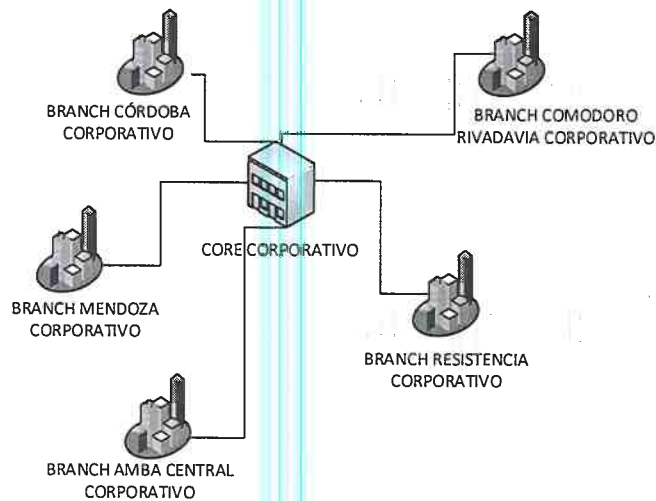 BRANCH CÓRDOBA
CORPORATIVO
BRANCH COMODORO
RIVADAVIA CORPORATIVO
CORE CORPORATIVO
BRANCH MENDOZA
CORPORATIVO
BRANCH RESISTENCIA
CORPORATIVO
BRANCH AMBA CENTRAL
CORPORATIVO